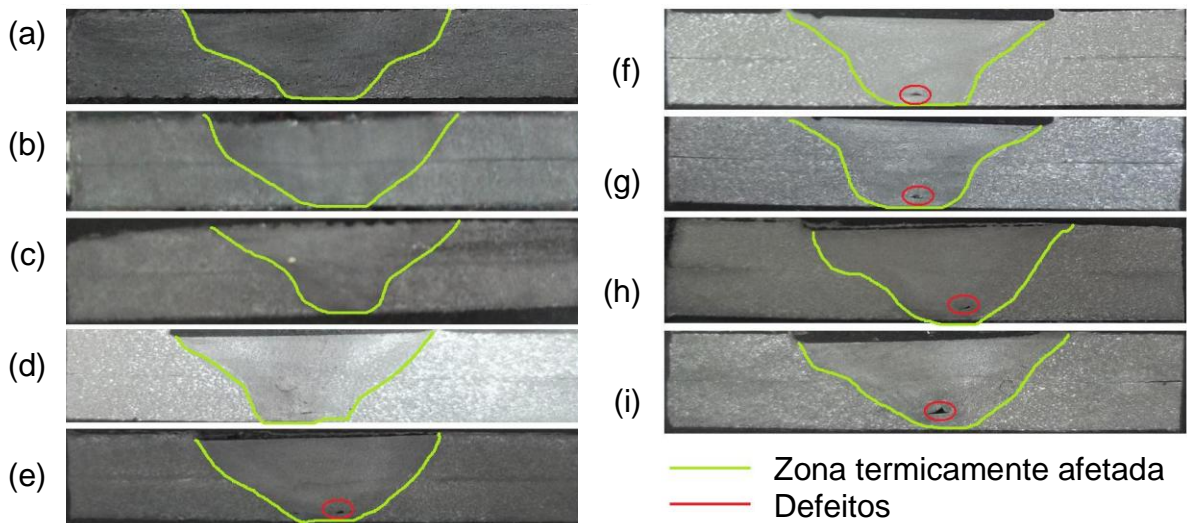 (a)
(b)
(c)
(d)
(e)
(f)
(g)
(h)
(i)
Zona termicamente afetada
Defeitos